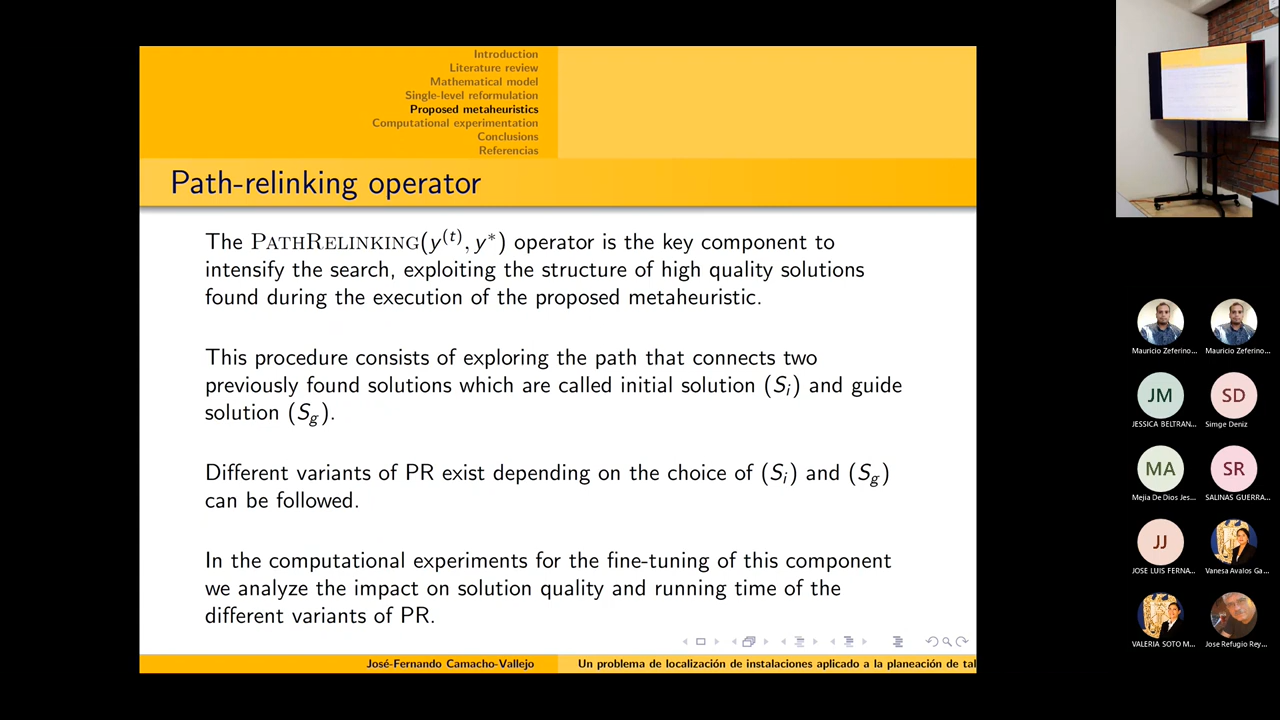 Introduction
Literature review
Mathematical model
Single-level reformulation
Proposed metaheuristics
Computational experimentation
Conclusions
Referencias
Path-relinking operator
The PATHRELINKING(y^(t), y*) operator is the key component to
intensify the search, exploiting the structure of high quality solutions
found during the execution of the proposed metaheuristic.
This procedure consists of exploring the path that connects two
previously found solutions which are called initial solution (S_i) and guide
solution (S_g).
Different variants of PR exist depending on the choice of (S_i) and (S_g)
can be followed.
In the computational experiments for the fine-tuning of this component
we analyze the impact on solution quality and running time of the
different variants of PR.
José-Fernando Camacho-Vallejo
Un problema de localización de instalaciones aplicado a la planeación de tal
Mauricio Zeferino...
Mauricio Zeferino...
JM
SD
JESSICA BELTRAN...
Simge Deniz
MA
SR
Mejia De Dios Jes...
SALINAS GUERRA...
JJ
JOSE LUIS FERNA...
Vanesa Avalos Ga...
VALERIA SOTO M...
Jose Refugio Rey...